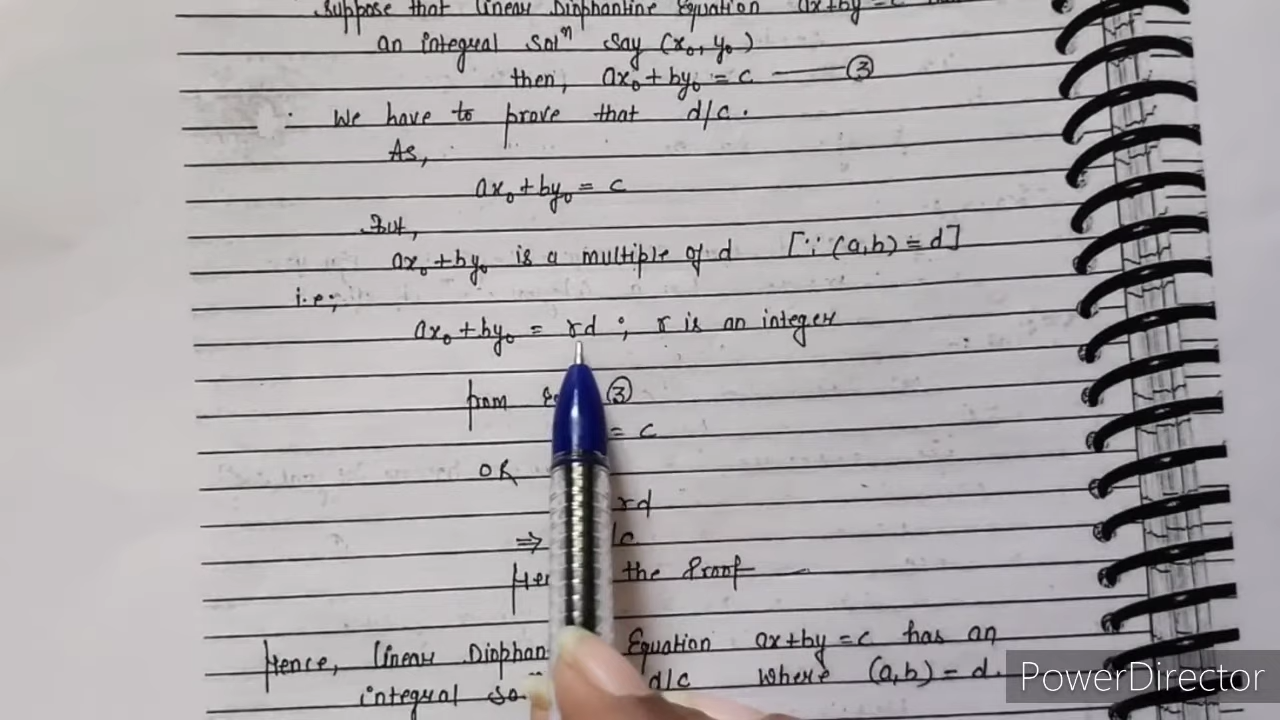 Suppose that linear Diophantine Equation ax+by=c
an integral solⁿ say (x₀, y₀)
then, ax₀+by₀ = c — ③
We have to prove that d/c.
As,
ax₀+by₀ = c
But,
ax₀+by₀ is a multiple of d [∵ (a,b) = d]
i.e;
ax₀+by₀ = rd ; r is an integer
from ③
= c
OR
rd
⇒ /c
the Proof
Hence, linear Diophan Equation ax+by=c has an
integral d/c where (a,b) = d.
PowerDirector